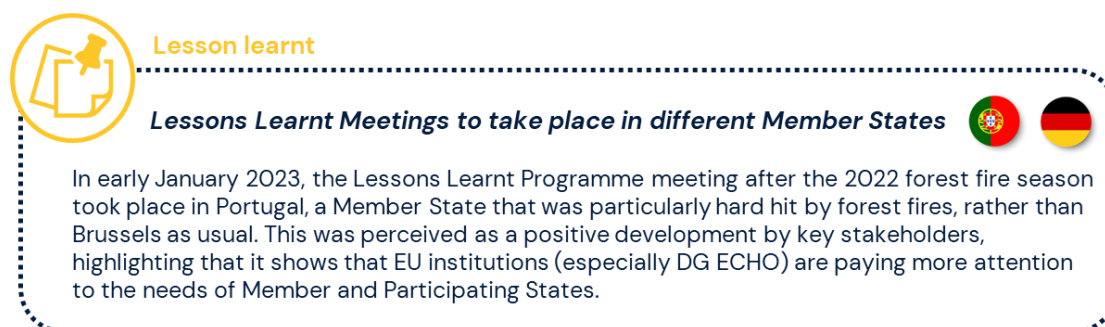 Lesson learnt
Lessons Learnt Meetings to take place in different Member States
In early January 2023, the Lessons Learnt Programme meeting after the 2022 forest fire season
took place in Portugal, a Member State that was particularly hard hit by forest fires, rather than
Brussels as usual. This was perceived as a positive development by key stakeholders,
highlighting that it shows that EU institutions (especially DG ECHO) are paying more attention
to the needs of Member and Participating States.